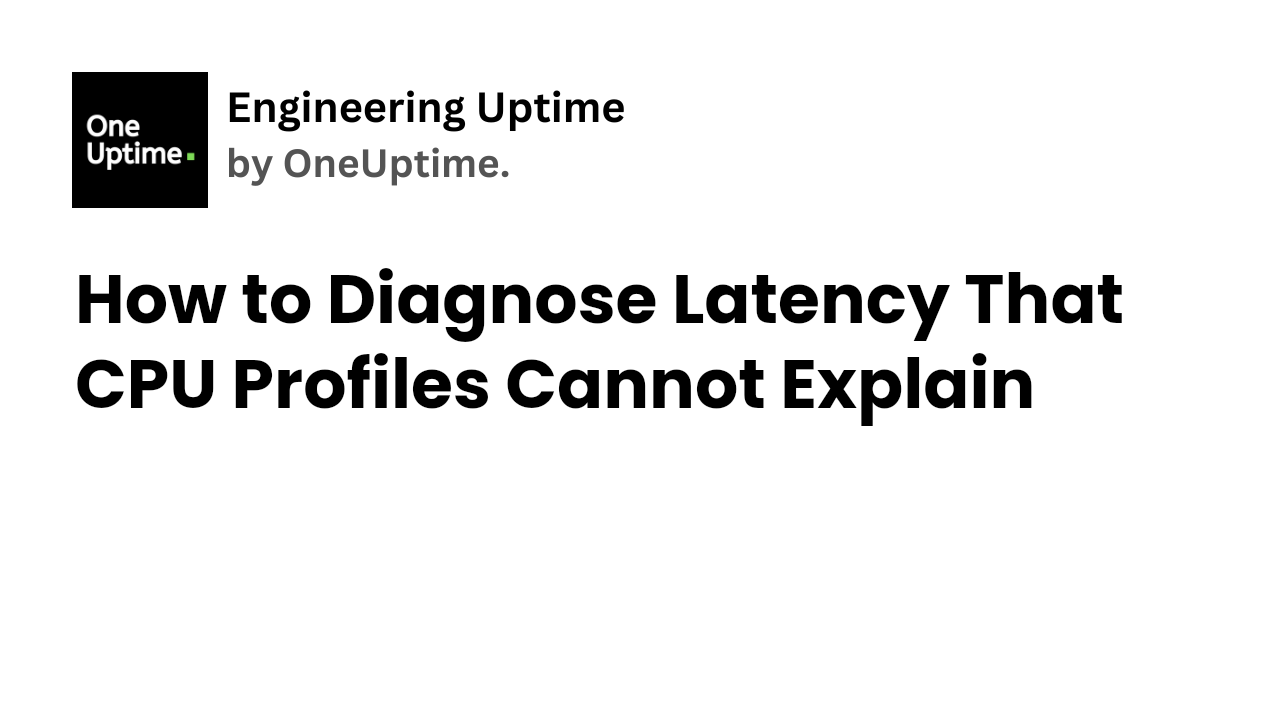 One
Uptime.
Engineering Uptime
by OneUptime.
How to Diagnose Latency That
CPU Profiles Cannot Explain